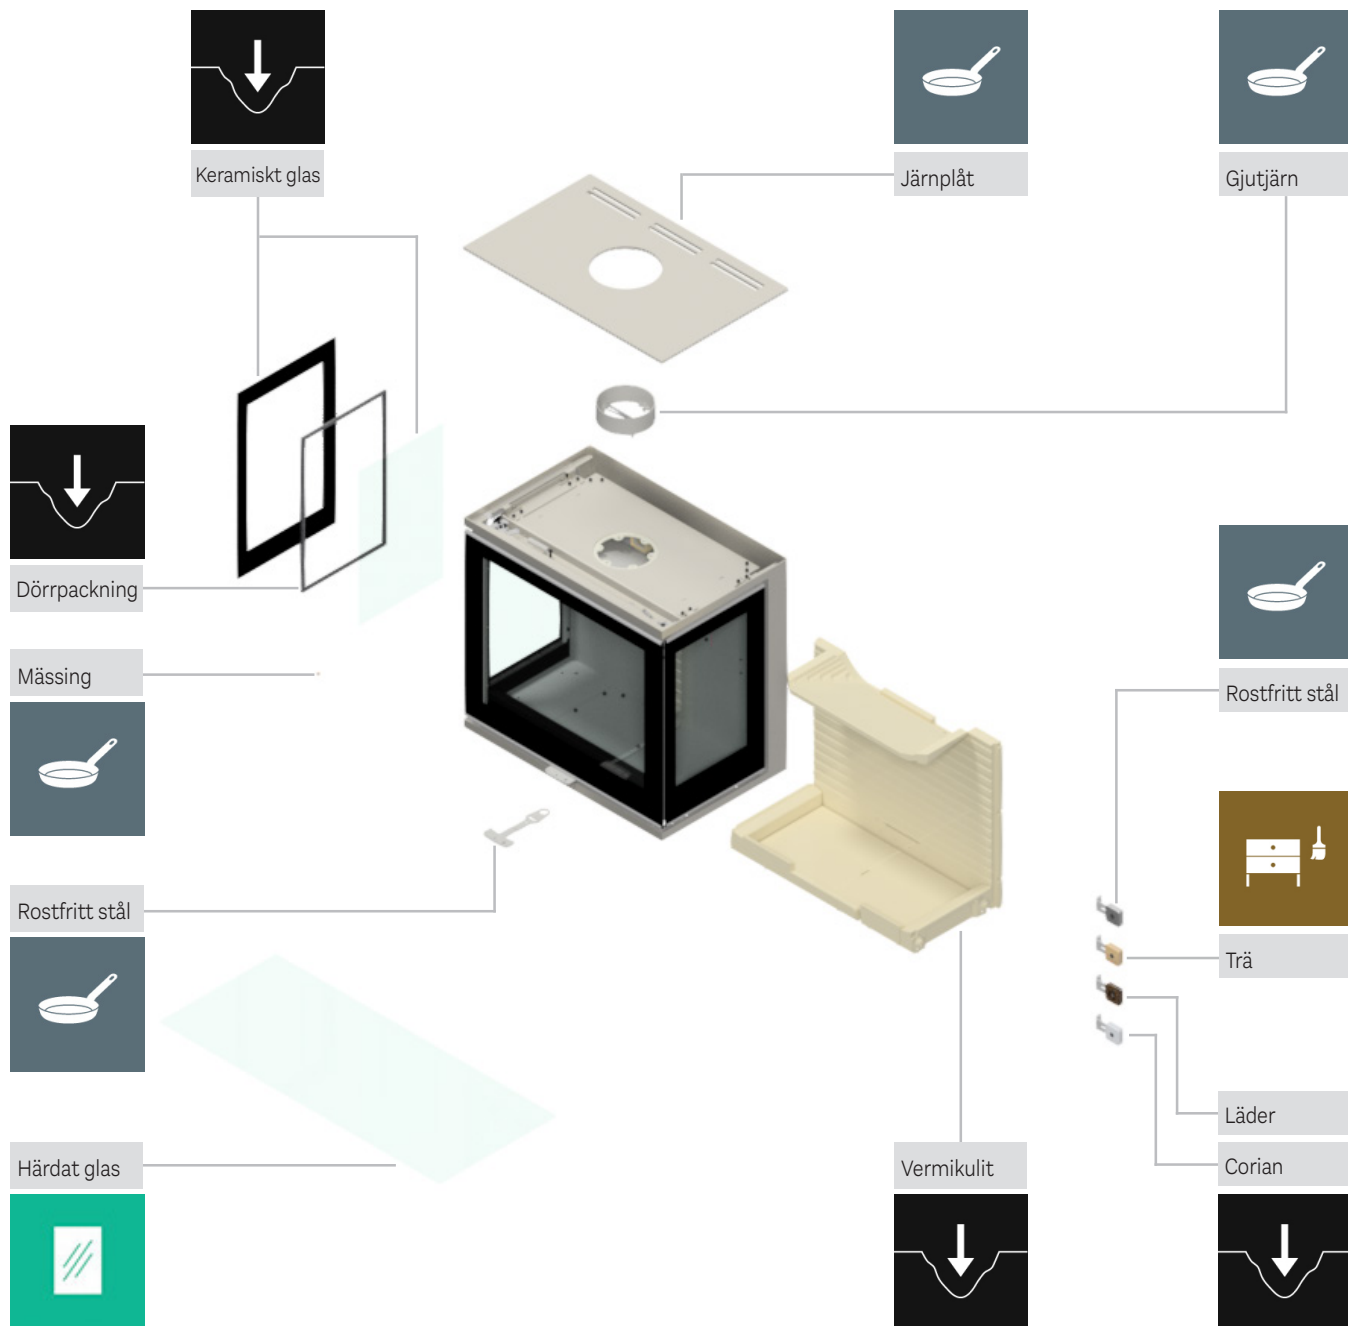 Keramiskt glas
Järnplåt
Gjutjärn
Dörrpackning
Mässing
Rostfritt stål
Rostfritt stål
Trä
Läder
Härdat glas
Vermikulit
Corian